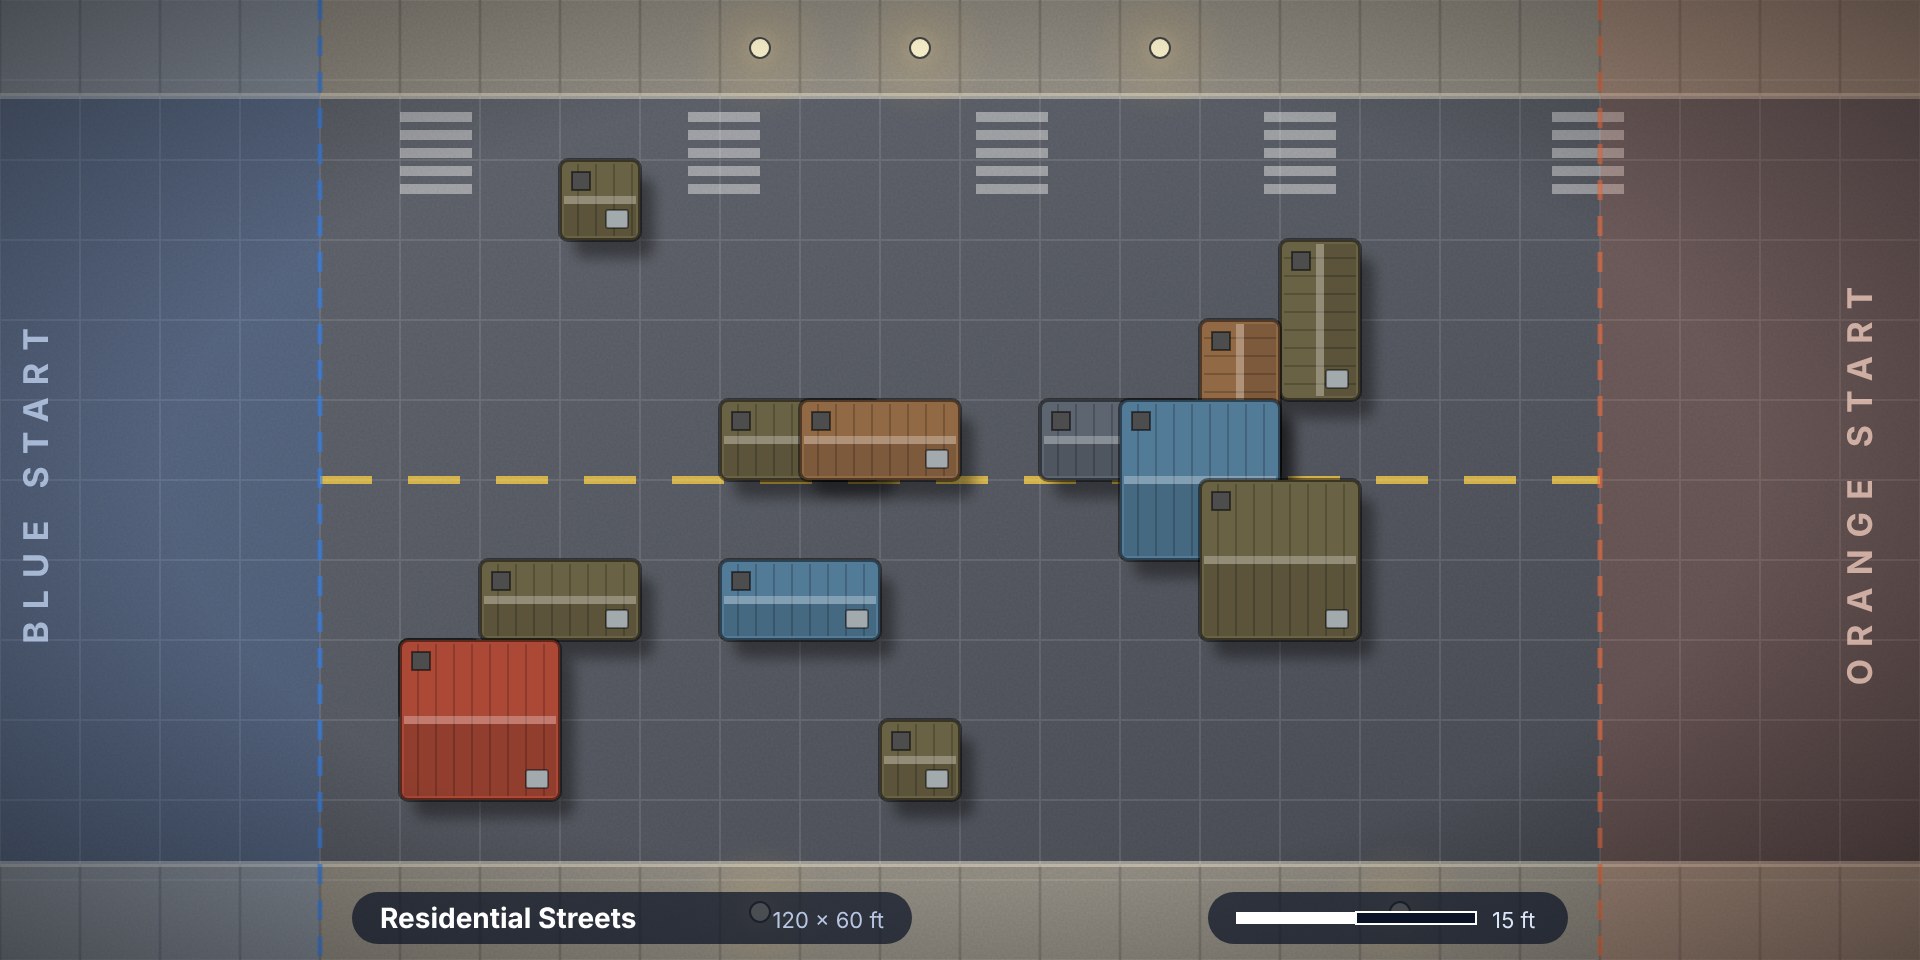 BLUE START
ORANGE START
Residential Streets
120 × 60 ft
15 ft